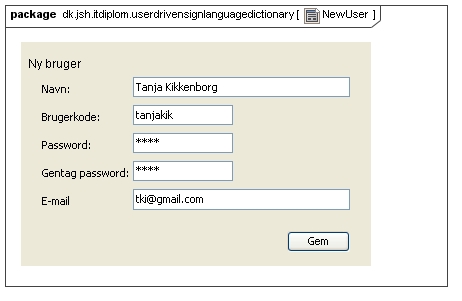 package dk.jsh.itdiplom.userdrivensignlanguagedictionary [ NewUser ]
Ny bruger
Navn: Tanja Kikkenborg
Brugerkode: tanjakik
Password: ****
Gentag password: ****
E-mail tki@gmail.com
Gem